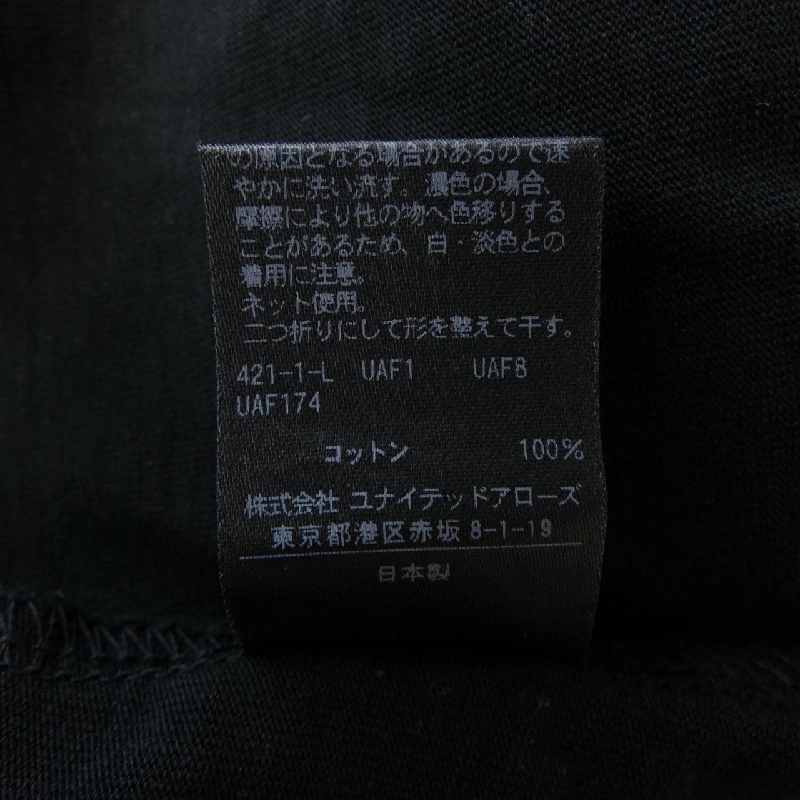 の原因となる場合があるので速
やかに洗い流す。濃色の場合、
摩擦により他の物へ色移りする
ことがあるため、白・淡色との
着用に注意。
ネット使用。
二つ折りにして形を整えて干す。
421-1-L UAF1 UAF8
UAF174
コットン 100%
株式会社 ユナイテッドアローズ
東京都港区赤坂 8-1-19
日本製